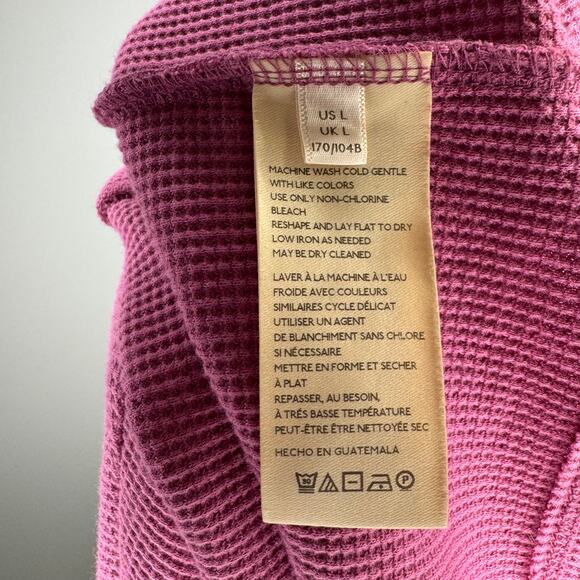 US L
UK L
170/104B
MACHINE WASH COLD GENTLE
WITH LIKE COLORS
USE ONLY NON-CHLORINE
BLEACH
RESHAPE AND LAY FLAT TO DRY
LOW IRON AS NEEDED
MAY BE DRY CLEANED
LAVER À LA MACHINE À L'EAU
FROIDE AVEC COULEURS
SIMILAIRES CYCLE DÉLICAT
UTILISER UN AGENT
DE BLANCHIMENT SANS CHLORE
SI NÉCESSAIRE
METTRE EN FORME ET SECHER
À PLAT
REPASSER, AU BESOIN,
À TRÉS BASSE TEMPÉRATURE
PEUT-ÊTRE ÊTRE NETTOYÉE SEC
HECHO EN GUATEMALA
30 P